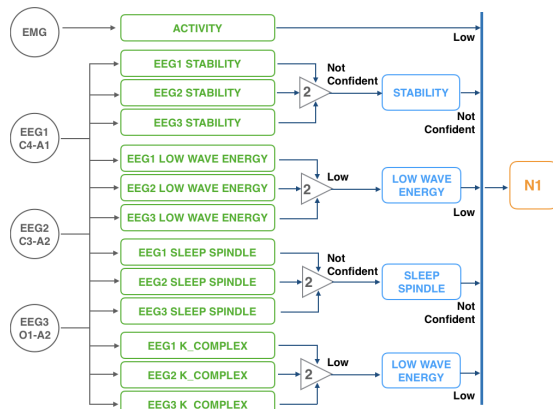 EMG
ACTIVITY
Low
EEG1 STABILITY
EEG2 STABILITY
EEG3 STABILITY
2
Not
Confident
STABILITY
Not
Confident
EEG1
C4-A1
EEG1 LOW WAVE ENERGY
EEG2 LOW WAVE ENERGY
EEG3 LOW WAVE ENERGY
2
Low
LOW WAVE
ENERGY
Low
N1
EEG2
C3-A2
EEG1 SLEEP SPINDLE
EEG2 SLEEP SPINDLE
EEG3 SLEEP SPINDLE
2
Not
Confident
SLEEP
SPINDLE
Not
Confident
EEG3
O1-A2
EEG1 K_COMPLEX
EEG2 K_COMPLEX
EEG3 K_COMPLEX
2
Low
LOW WAVE
ENERGY
Low